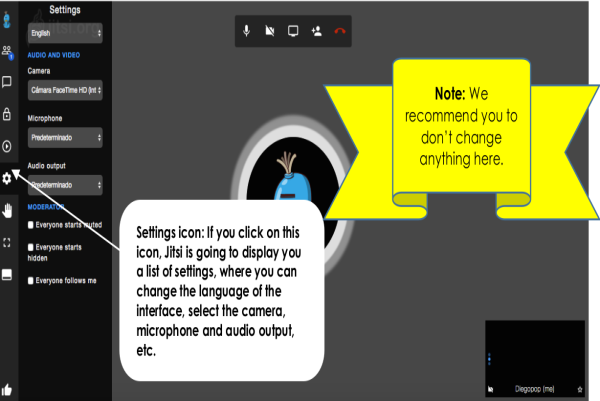 Settings
jitsi.org
English
AUDIO AND VIDEO
Camera
Cámara FaceTime HD (Int
Microphone
Predeterminado
Audio output
Predeterminado
MODERATOR
Everyone starts muted
Everyone starts
hidden
Everyone follows me
Note: We
recommend you to
don't change
anything here.
Settings icon: If you click on this
icon, Jitsi is going to display you
a list of settings, where you can
change the language of the
interface, select the camera,
microphone and audio output,
etc.
Diegopop (me)